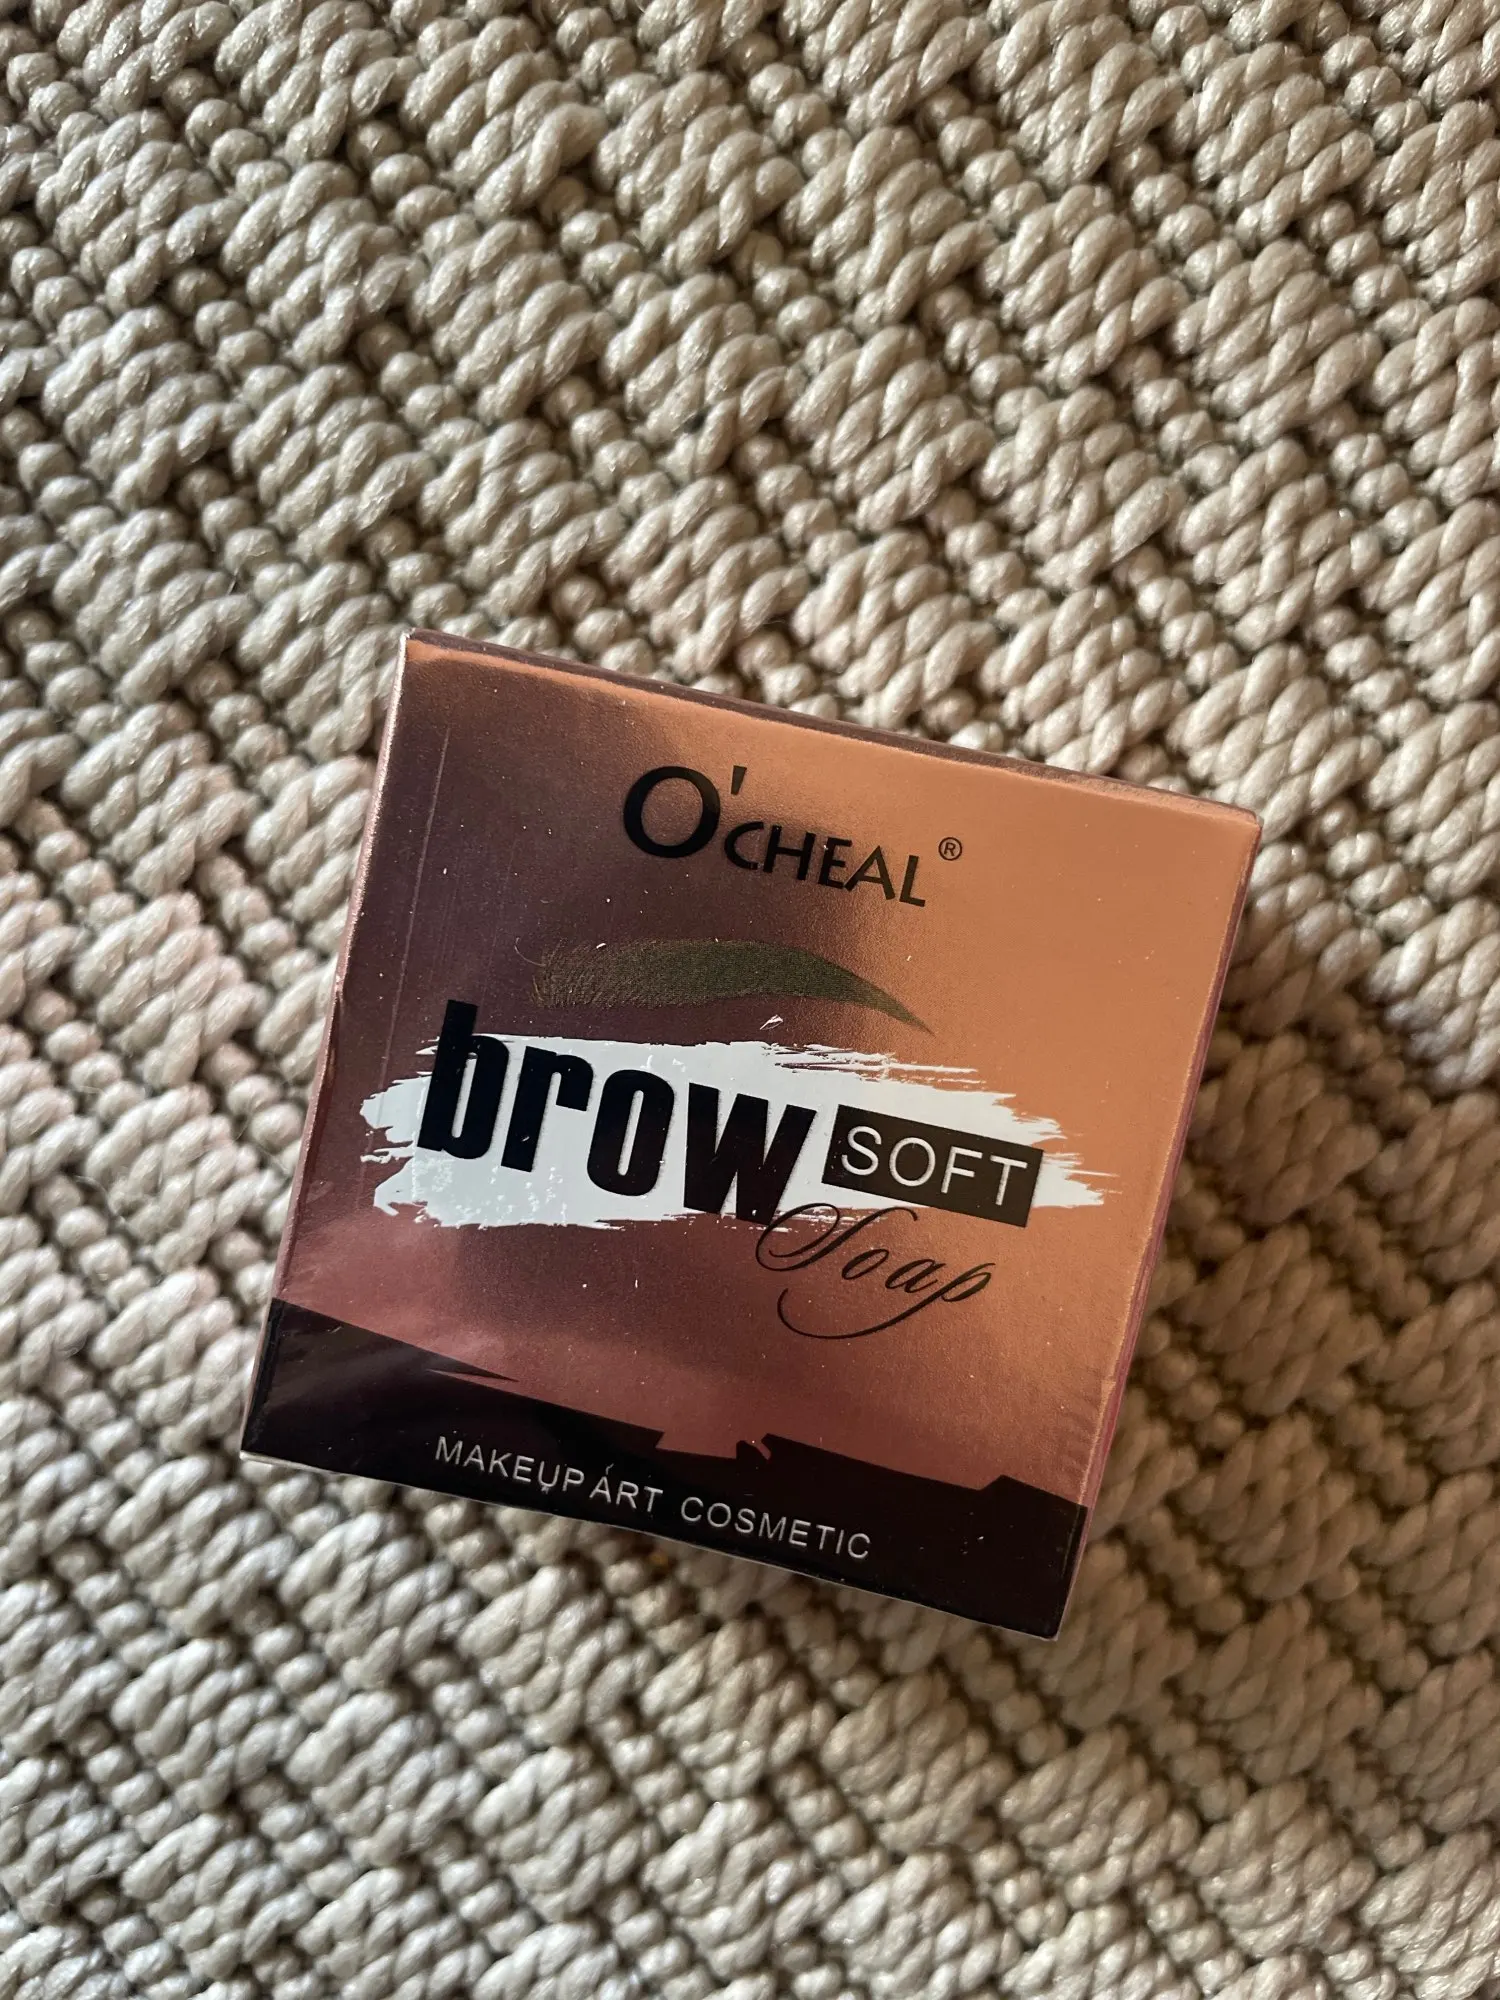 O'CHEAL®
brow SOFT
Soap
MAKEUP ART COSMETIC